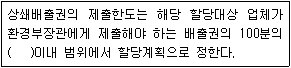 상쇄배출권의 제출한도는 해당 할당대상 업체가
환경부장관에게 제출해야 하는 배출권의 100분의
(   )이내 범위에서 할당계획으로 정한다.